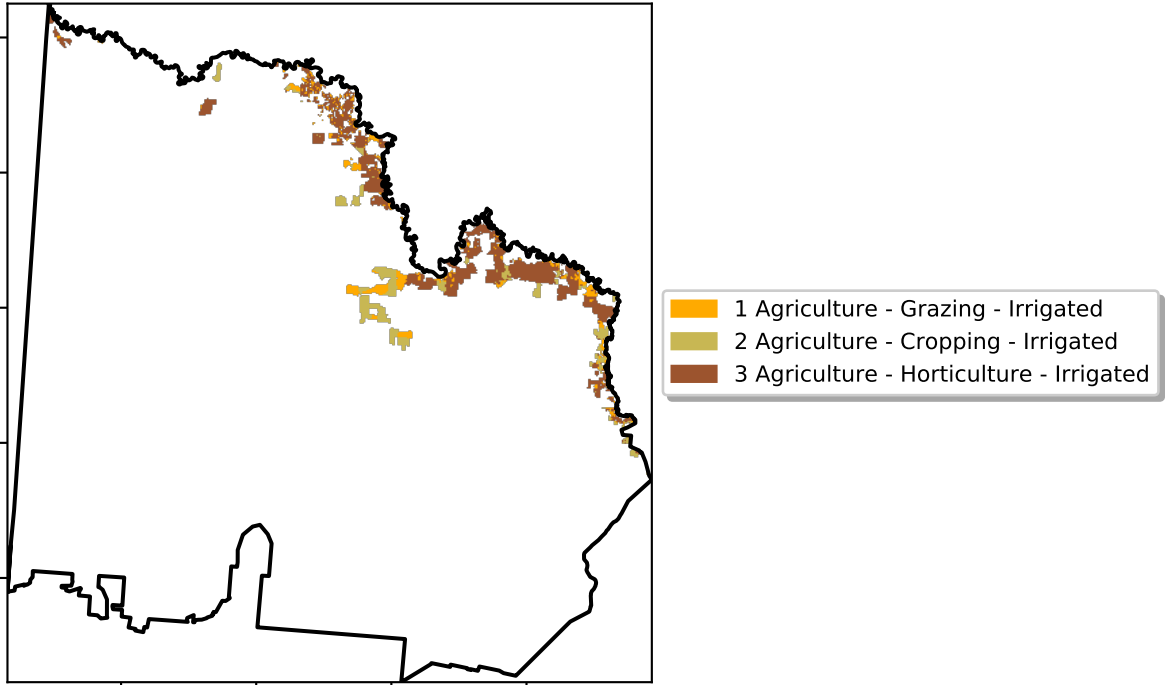 1 Agriculture - Grazing - Irrigated
2 Agriculture - Cropping - Irrigated
3 Agriculture - Horticulture - Irrigated